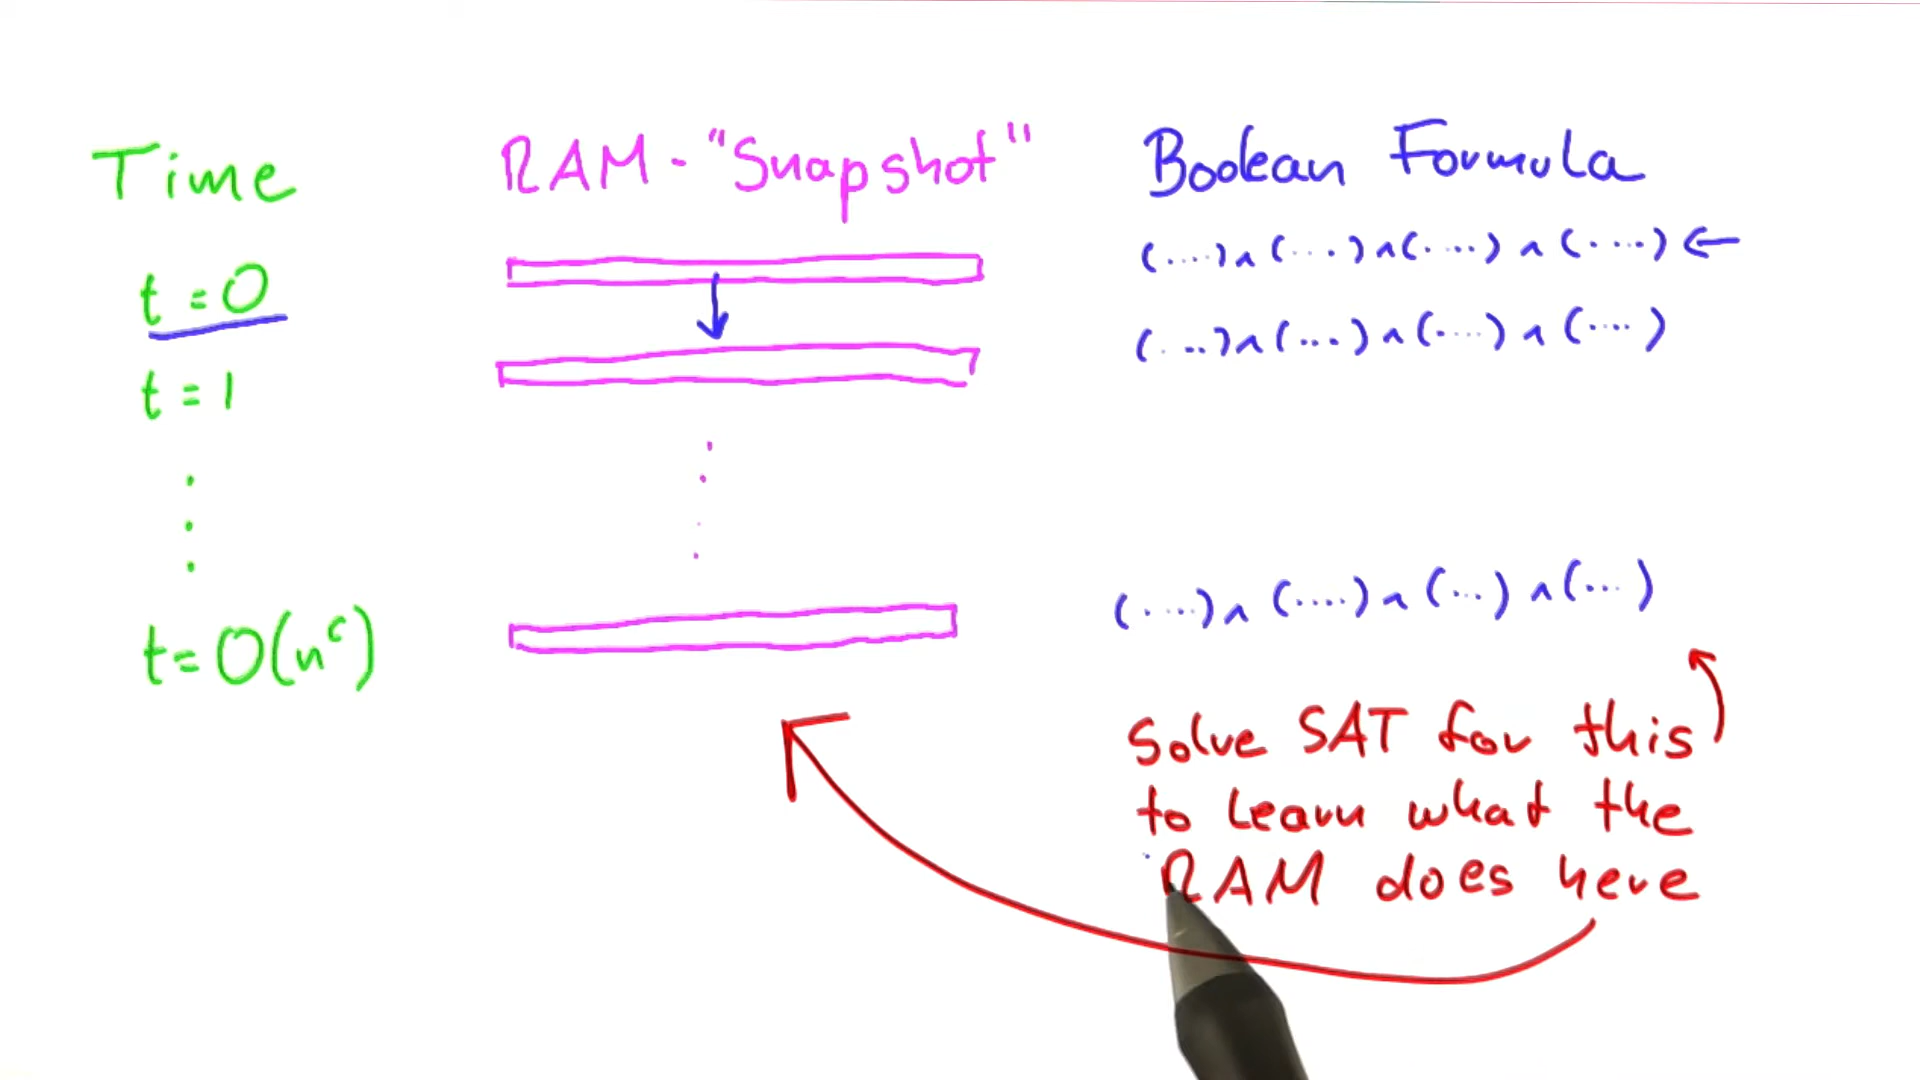 Time RAM - "Snapshot" Boolean Formula
t = 0 (....) ∧ (....) ∧ (....) ∧ (....) ←
t = 1 (....) ∧ (...) ∧ (....) ∧ (....)
t = O(n^c) (....) ∧ (....) ∧ (...) ∧ (...)
Solve SAT for this
to learn what the
RAM does here